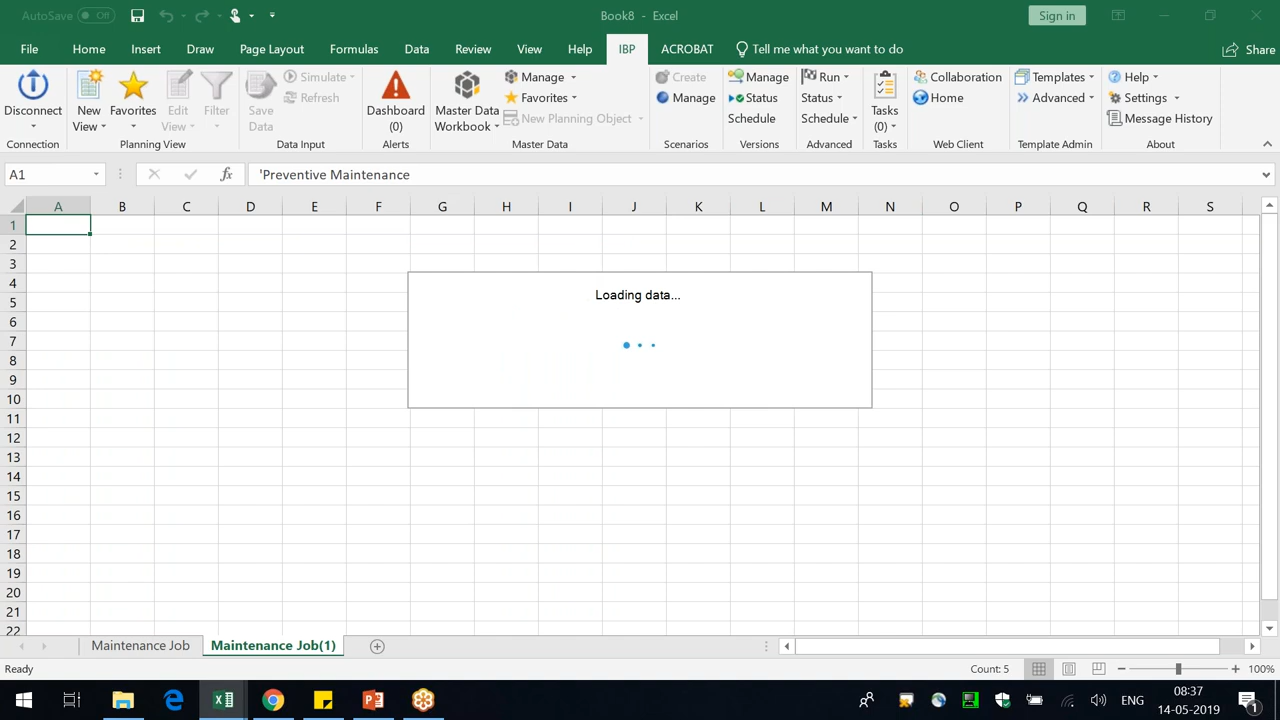 AutoSave Off
Book8 - Excel
Sign in
File Home Insert Draw Page Layout Formulas Data Review View Help IBP ACROBAT Tell me what you want to do Share
Disconnect
Connection
New View
Favorites
Edit View
Filter
Planning View
Save Data
Simulate
Refresh
Data Input
Dashboard (0)
Alerts
Master Data Workbook
Manage
Favorites
New Planning Object
Master Data
Create
Manage
Scenarios
Manage
Status
Schedule
Versions
Run
Status
Schedule
Advanced
Tasks (0)
Tasks
Collaboration
Home
Web Client
Templates
Advanced
Template Admin
Help
Settings
Message History
About
A1 fx 'Preventive Maintenance
A B C D E F G H I J K L M N O P Q R S
1
2
3
4
5
6
7
8
9
10
11
12
13
14
15
16
17
18
19
20
21
22
Loading data...
Maintenance Job Maintenance Job(1)
Ready Count: 5 100%
ENG 08:37
14-05-2019
1